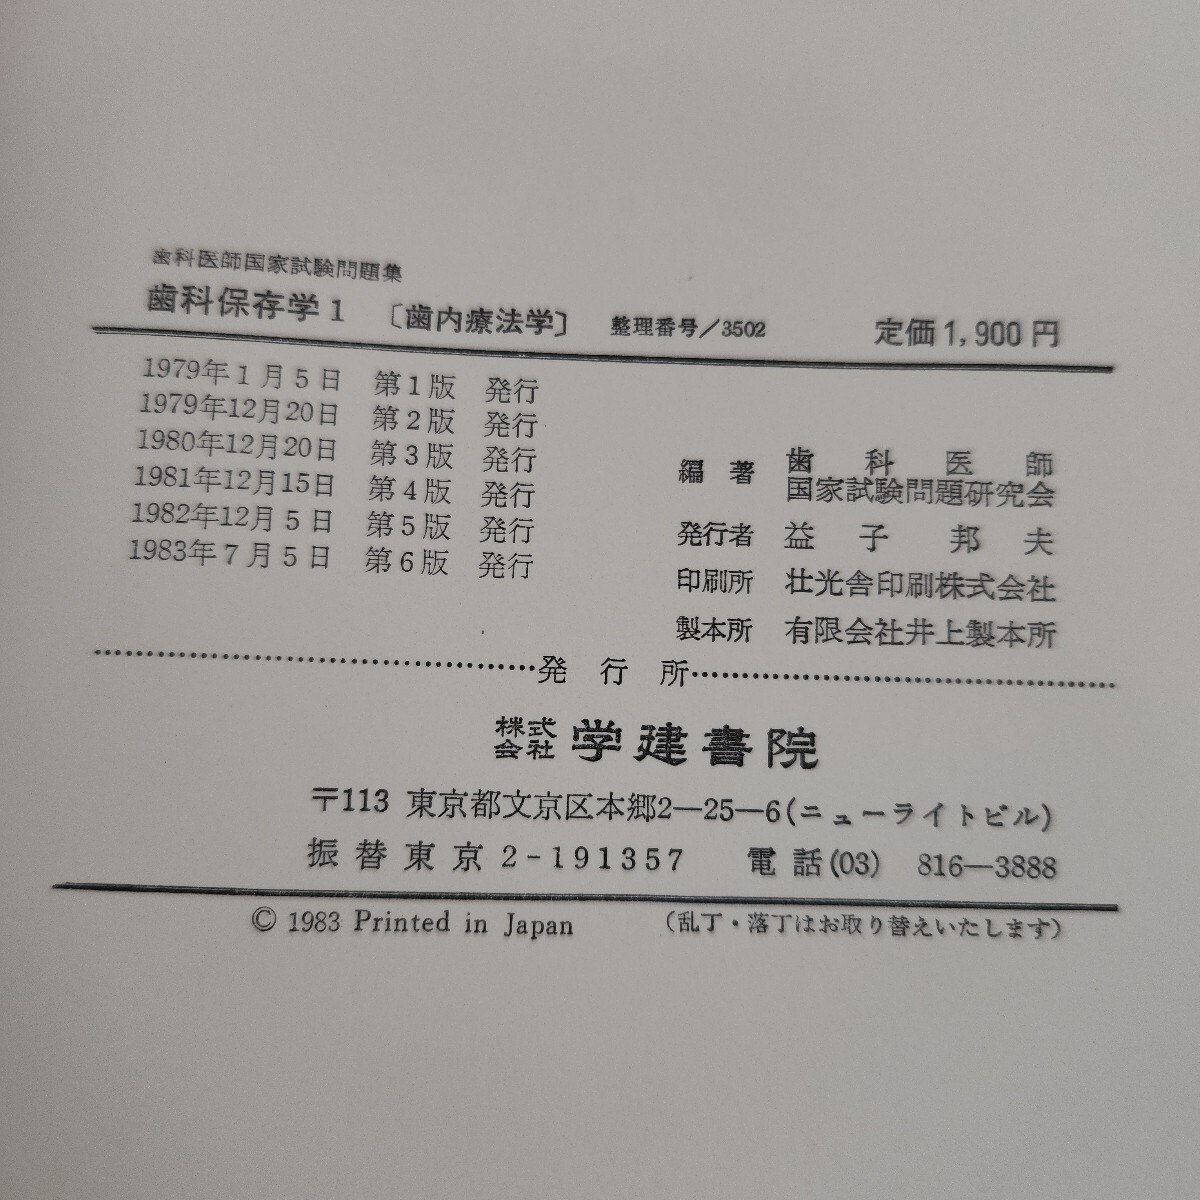 歯科医師国家試験問題集
歯科保存学1 〔歯内療法学〕 整理番号/3502 定価1,900円
1979年1月5日 第1版 発行
1979年12月20日 第2版 発行
1980年12月20日 第3版 発行
1981年12月15日 第4版 発行
1982年12月5日 第5版 発行
1983年7月5日 第6版 発行
編著 歯科医師
国家試験問題研究会
発行者 益子邦夫
印刷所 壮光舎印刷株式会社
製本所 有限会社井上製本所
発行所
株式会社 学建書院
〒113 東京都文京区本郷2—25—6(ニューライトビル)
振替東京2-191357 電話(03) 816—3888
© 1983 Printed in Japan (乱丁・落丁はお取り替えいたします)